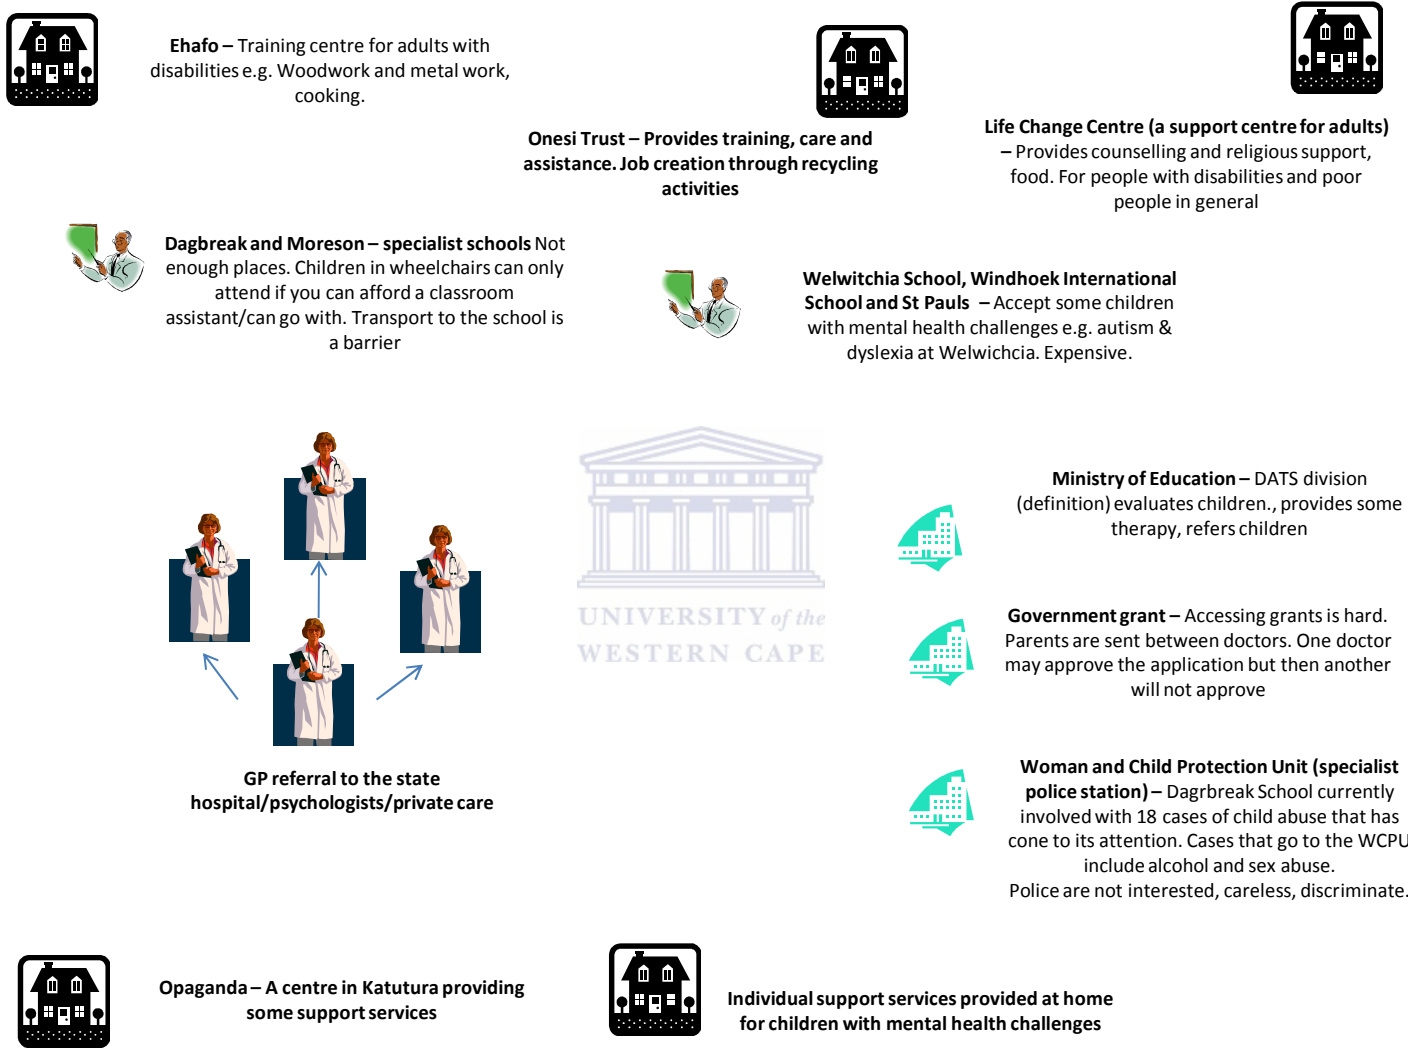 Ehafo – Training centre for adults with
disabilities e.g. Woodwork and metal work,
cooking.
Onesi Trust – Provides training, care and
assistance. Job creation through recycling
activities
Life Change Centre (a support centre for adults)
– Provides counselling and religious support,
food. For people with disabilities and poor
people in general
Dagbreak and Moreson – specialist schools Not
enough places. Children in wheelchairs can only
attend if you can afford a classroom
assistant/can go with. Transport to the school is
a barrier
Welwitchia School, Windhoek International
School and St Pauls – Accept some children
with mental health challenges e.g. autism &
dyslexia at Welwichcia. Expensive.
UNIVERSITY of the
WESTERN CAPE
Ministry of Education – DATS division
(definition) evaluates children., provides some
therapy, refers children
Government grant – Accessing grants is hard.
Parents are sent between doctors. One doctor
may approve the application but then another
will not approve
GP referral to the state
hospital/psychologists/private care
Woman and Child Protection Unit (specialist
police station) – Dagrbreak School currently
involved with 18 cases of child abuse that has
cone to its attention. Cases that go to the WCPU
include alcohol and sex abuse.
Police are not interested, careless, discriminate.
Opaganda – A centre in Katutura providing
some support services
Individual support services provided at home
for children with mental health challenges